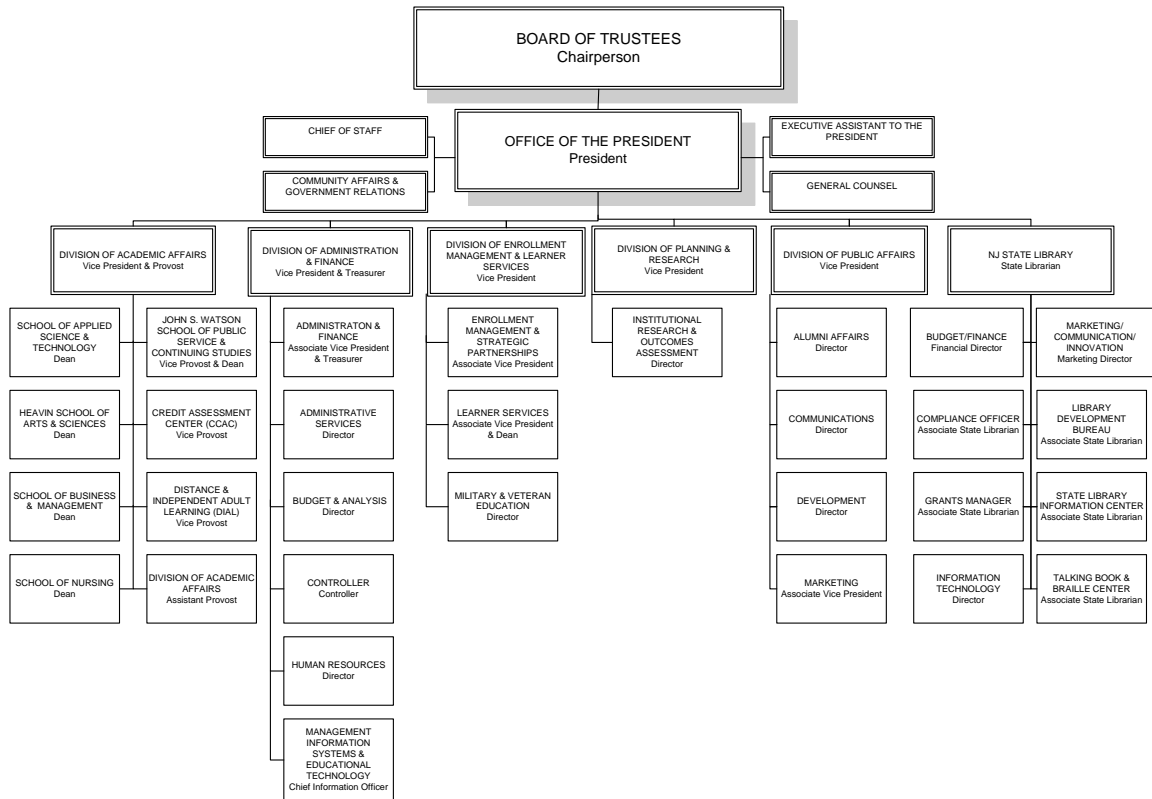 BOARD OF TRUSTEES
Chairperson
CHIEF OF STAFF
OFFICE OF THE PRESIDENT
President
EXECUTIVE ASSISTANT TO THE
PRESIDENT
COMMUNITY AFFAIRS &
GOVERNMENT RELATIONS
GENERAL COUNSEL
DIVISION OF ACADEMIC AFFAIRS
Vice President & Provost
DIVISION OF ADMINISTRATION
& FINANCE
Vice President & Treasurer
DIVISION OF ENROLLMENT
MANAGEMENT & LEARNER
SERVICES
Vice President
DIVISION OF PLANNING &
RESEARCH
Vice President
DIVISION OF PUBLIC AFFAIRS
Vice President
NJ STATE LIBRARY
State Librarian
SCHOOL OF APPLIED
SCIENCE &
TECHNOLOGY
Dean
JOHN S. WATSON
SCHOOL OF PUBLIC
SERVICE &
CONTINUING STUDIES
Vice Provost & Dean
ADMINISTRATON &
FINANCE
Associate Vice President
& Treasurer
ENROLLMENT
MANAGEMENT &
STRATEGIC
PARTNERSHIPS
Associate Vice President
INSTITUTIONAL
RESEARCH &
OUTCOMES
ASSESSMENT
Director
ALUMNI AFFAIRS
Director
BUDGET/FINANCE
Financial Director
MARKETING/
COMMUNICATION/
INNOVATION
Marketing Director
HEAVIN SCHOOL OF
ARTS & SCIENCES
Dean
CREDIT ASSESSMENT
CENTER (CCAC)
Vice Provost
ADMINISTRATIVE
SERVICES
Director
LEARNER SERVICES
Associate Vice President
& Dean
COMMUNICATIONS
Director
COMPLIANCE OFFICER
Associate State Librarian
LIBRARY
DEVELOPMENT
BUREAU
Associate State Librarian
SCHOOL OF BUSINESS
& MANAGEMENT
Dean
DISTANCE &
INDEPENDENT ADULT
LEARNING (DIAL)
Vice Provost
BUDGET & ANALYSIS
Director
MILITARY & VETERAN
EDUCATION
Director
DEVELOPMENT
Director
GRANTS MANAGER
Associate State Librarian
STATE LIBRARY
INFORMATION CENTER
Associate State Librarian
SCHOOL OF NURSING
Dean
DIVISION OF ACADEMIC
AFFAIRS
Assistant Provost
CONTROLLER
Controller
MARKETING
Associate Vice President
INFORMATION
TECHNOLOGY
Director
TALKING BOOK &
BRAILLE CENTER
Associate State Librarian
HUMAN RESOURCES
Director
MANAGEMENT
INFORMATION
SYSTEMS &
EDUCATIONAL
TECHNOLOGY
Chief Information Officer